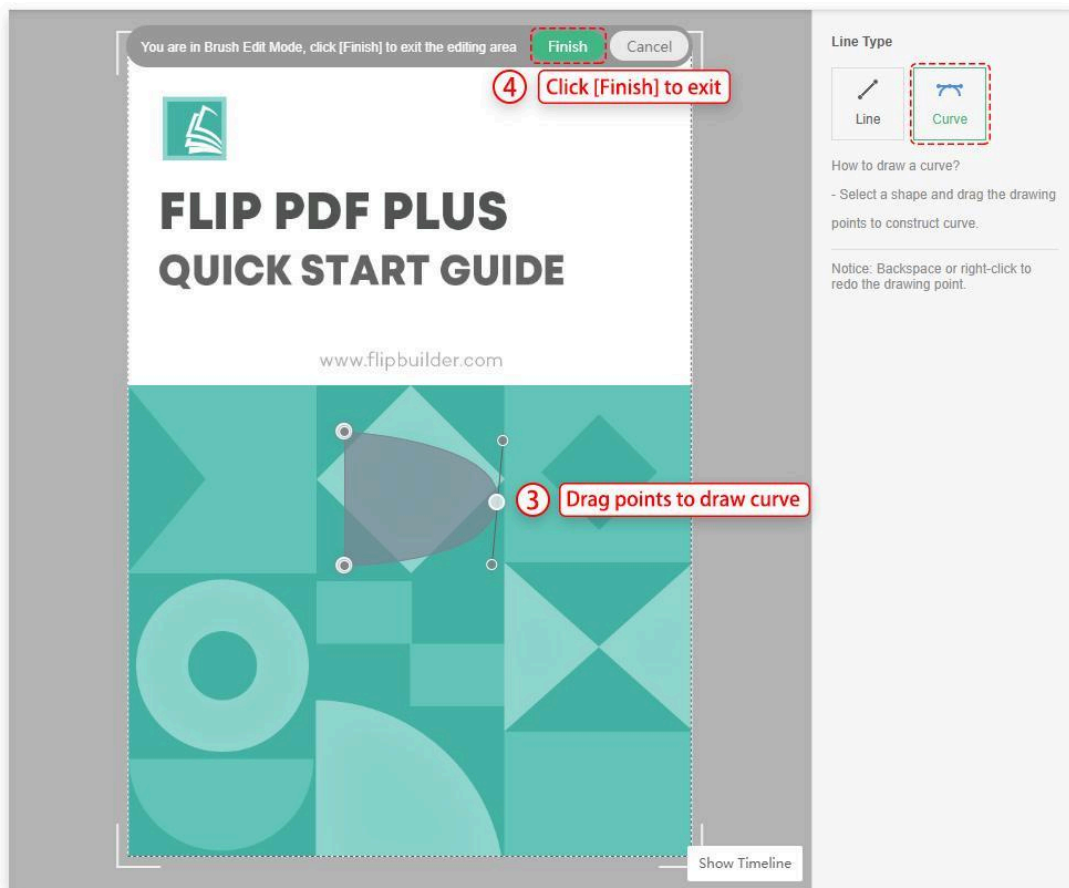 You are in Brush Edit Mode, click [Finish] to exit the editing area
Finish
Cancel
④ Click [Finish] to exit
FLIP PDF PLUS
QUICK START GUIDE
www.flipbuilder.com
③ Drag points to draw curve
Show Timeline
Line Type
Line
Curve
How to draw a curve?
- Select a shape and drag the drawing
points to construct curve.
Notice: Backspace or right-click to
redo the drawing point.